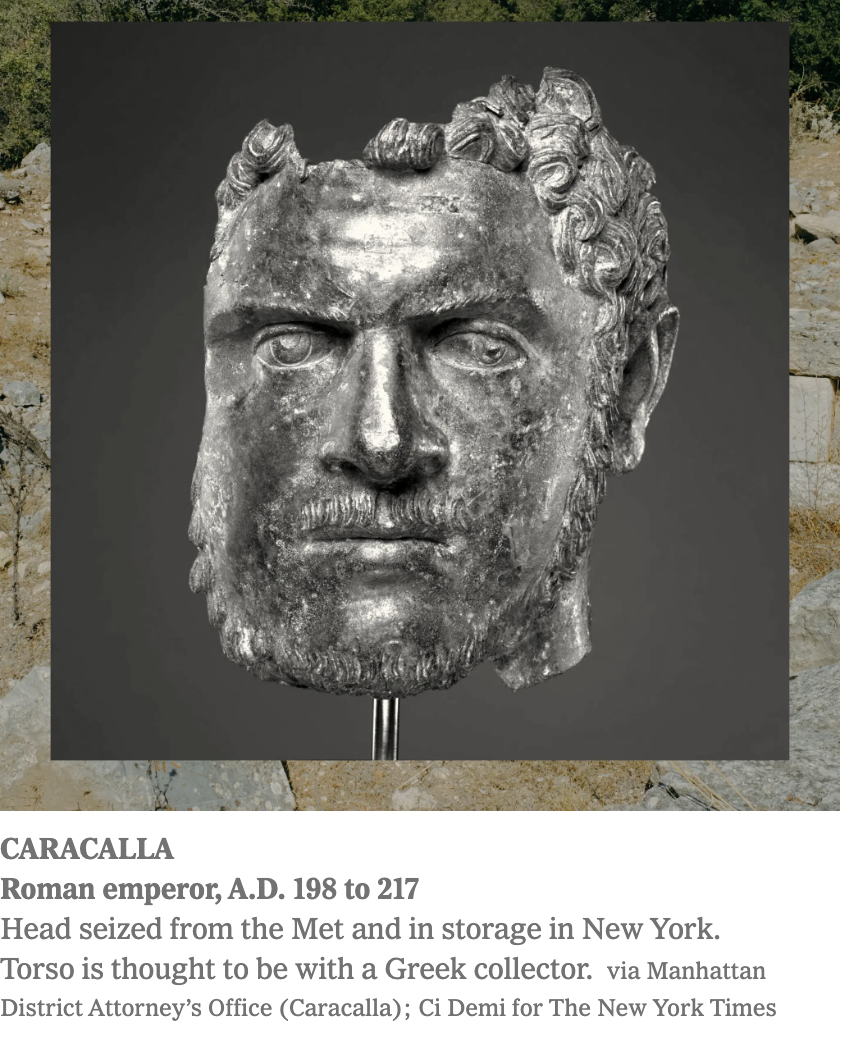 CARACALLA
Roman emperor, A.D. 198 to 217
Head seized from the Met and in storage in New York.
Torso is thought to be with a Greek collector. via Manhattan
District Attorney’s Office (Caracalla); Ci Demi for The New York Times